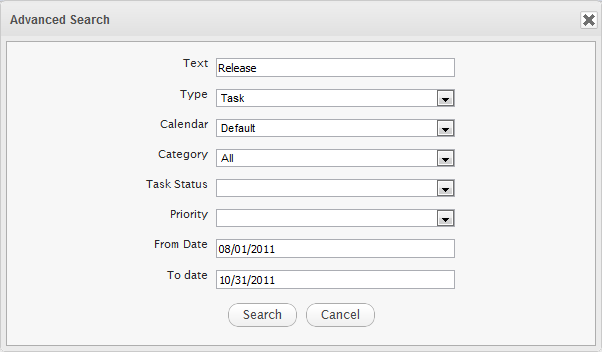 Advanced Search
Text Release
Type Task
Calendar Default
Category All
Task Status
Priority
From Date 08/01/2011
To date 10/31/2011
Search Cancel